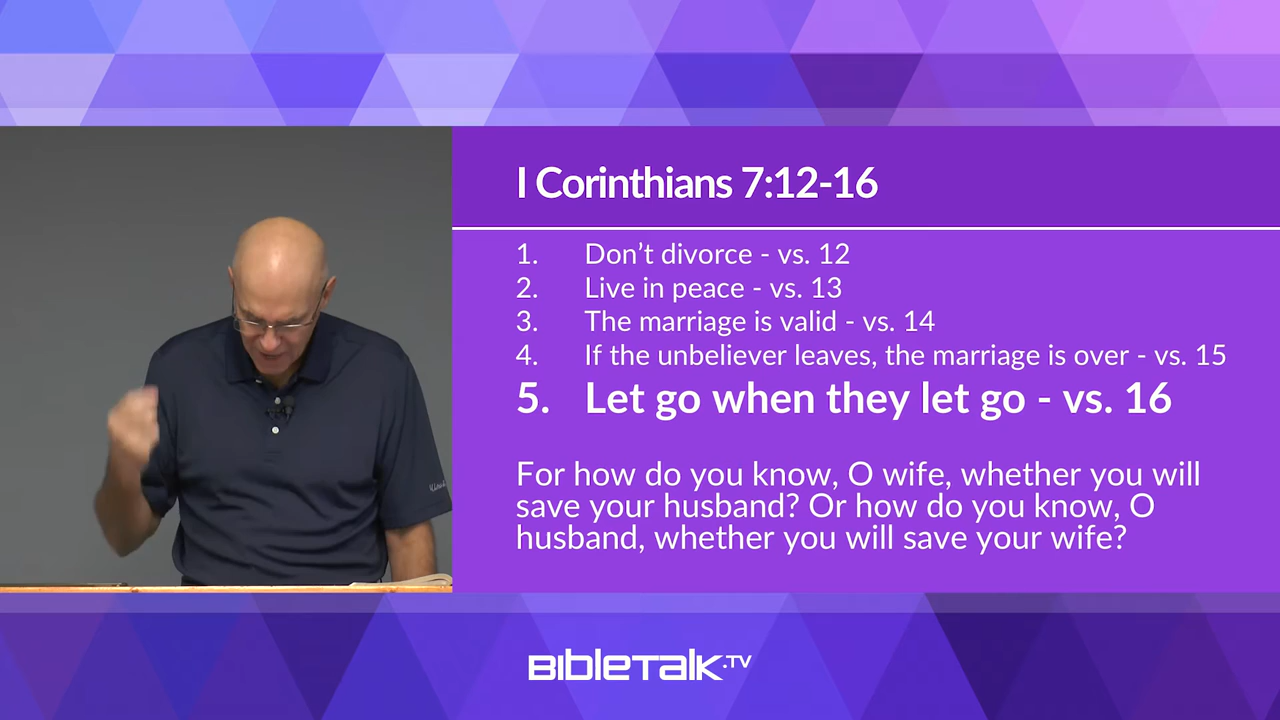 I Corinthians 7:12-16
1. Don't divorce - vs. 12
2. Live in peace - vs. 13
3. The marriage is valid - vs. 14
4. If the unbeliever leaves, the marriage is over - vs. 15
5. Let go when they let go - vs. 16
For how do you know, O wife, whether you will
save your husband? Or how do you know, O
husband, whether you will save your wife?
BIBLETALK.TV